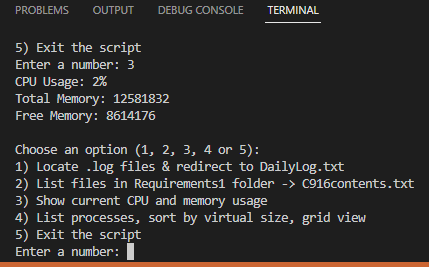 PROBLEMS OUTPUT DEBUG CONSOLE TERMINAL
5) Exit the script
Enter a number: 3
CPU Usage: 2%
Total Memory: 12581832
Free Memory: 8614176
Choose an option (1, 2, 3, 4 or 5):
1) Locate .log files & redirect to DailyLog.txt
2) List files in Requirements1 folder -> C916contents.txt
3) Show current CPU and memory usage
4) List processes, sort by virtual size, grid view
5) Exit the script
Enter a number: